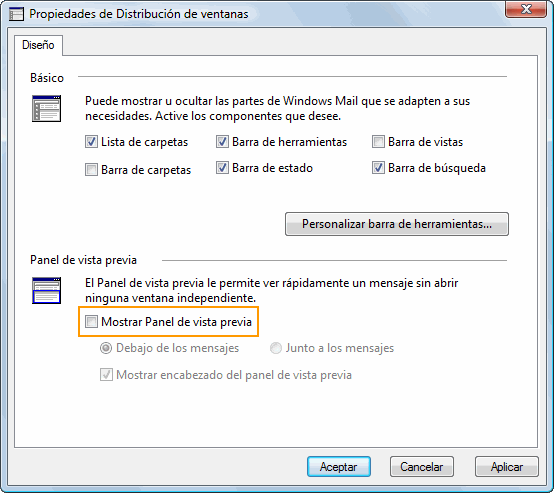 Propiedades de Distribución de ventanas
Diseño
Básico
Puede mostrar u ocultar las partes de Windows Mail que se adapten a sus
necesidades. Active los componentes que desee.
Lista de carpetas Barra de herramientas Barra de vistas
Barra de carpetas Barra de estado Barra de búsqueda
Personalizar barra de herramientas...
Panel de vista previa
El Panel de vista previa le permite ver rápidamente un mensaje sin abrir
ninguna ventana independiente.
Mostrar Panel de vista previa
Debajo de los mensajes Junto a los mensajes
Mostrar encabezado del panel de vista previa
Aceptar Cancelar Aplicar